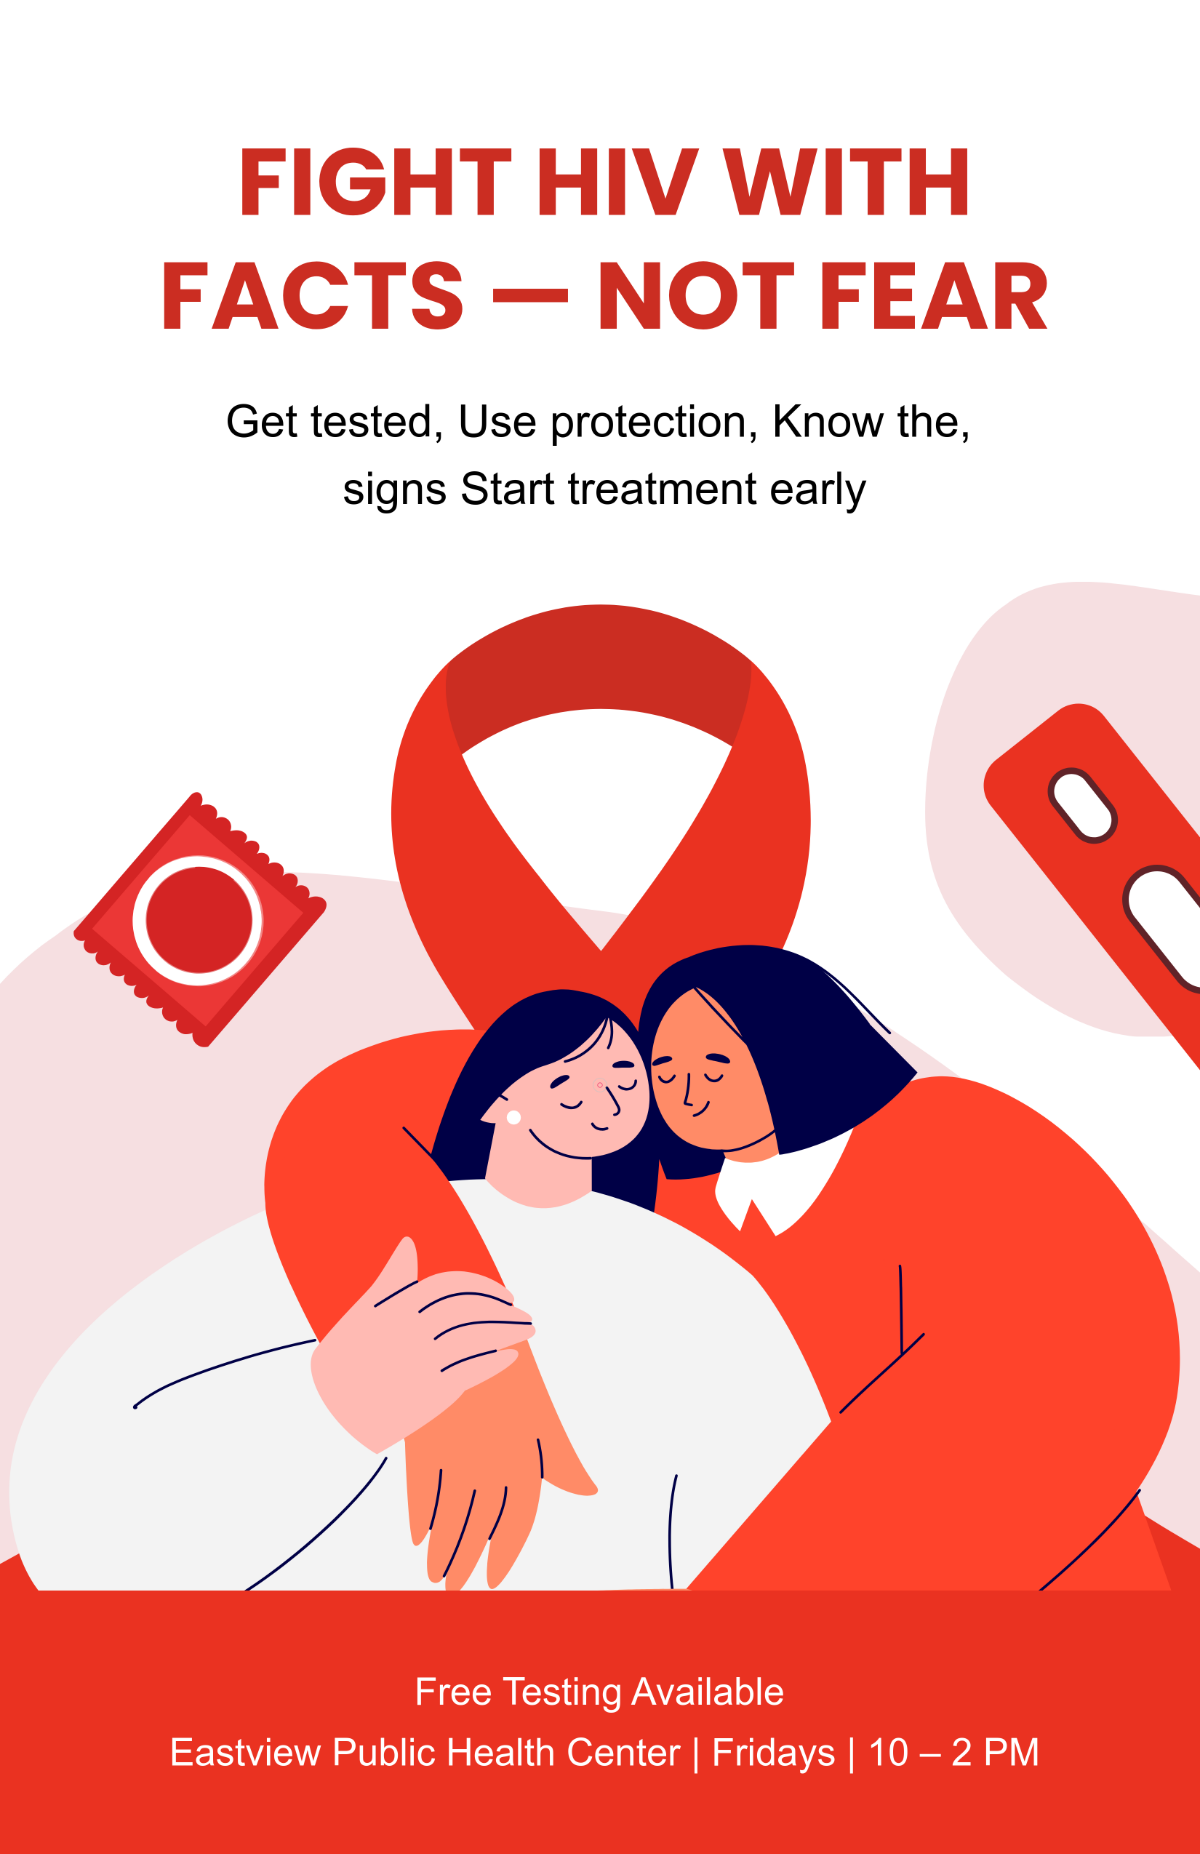 FIGHT HIV WITH
FACTS — NOT FEAR
Get tested, Use protection, Know the,
signs Start treatment early
Free Testing Available
Eastview Public Health Center | Fridays | 10 – 2 PM